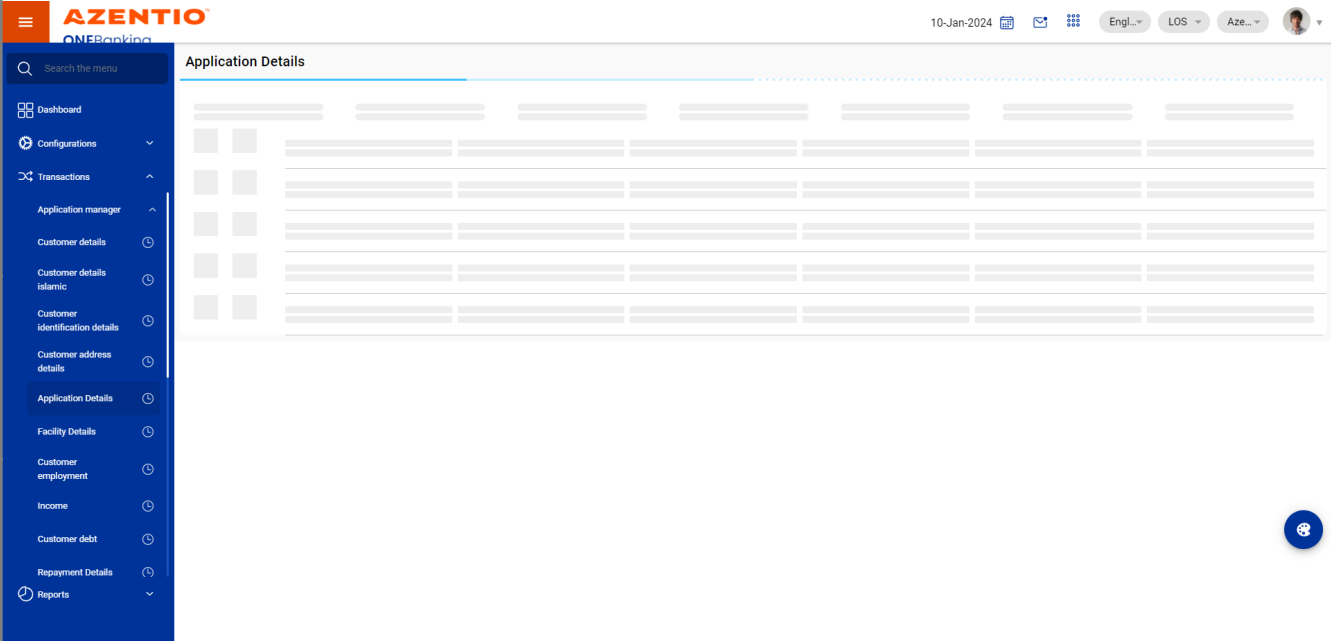 AZENTIO™
ONEBanking
10-Jan-2024
Engl...
LOS
Aze...
Search the menu
Application Details
Dashboard
Configurations
Transactions
Application manager
Customer details
Customer details
islamic
Customer
identification details
Customer address
details
Application Details
Facility Details
Customer
employment
Income
Customer debt
Repayment Details
Reports